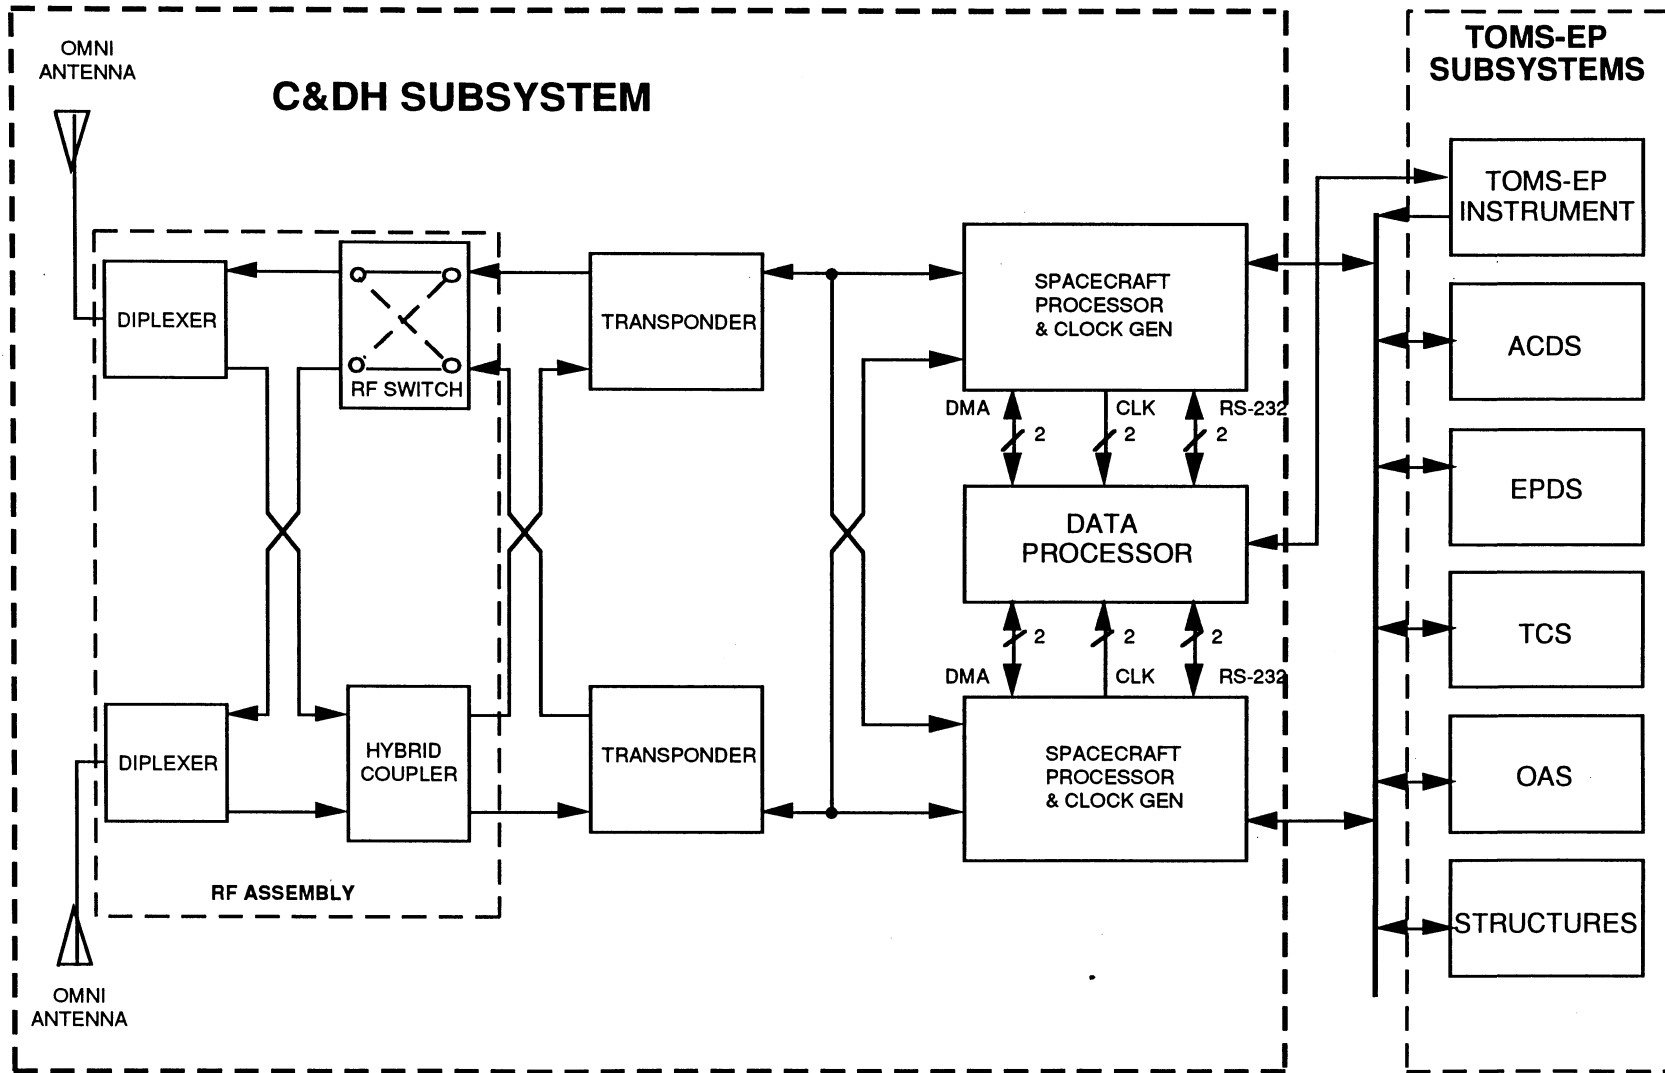 OMNI
ANTENNA
C&DH SUBSYSTEM
TOMS-EP
SUBSYSTEMS
DIPLEXER
RF SWITCH
TRANSPONDER
SPACECRAFT
PROCESSOR
& CLOCK GEN
TOMS-EP
INSTRUMENT
ACDS
DMA
CLK
RS-232
2
2
2
EPDS
DATA
PROCESSOR
2
2
2
DMA
CLK
RS-232
TCS
DIPLEXER
HYBRID
COUPLER
TRANSPONDER
SPACECRAFT
PROCESSOR
& CLOCK GEN
OAS
RF ASSEMBLY
STRUCTURES
OMNI
ANTENNA